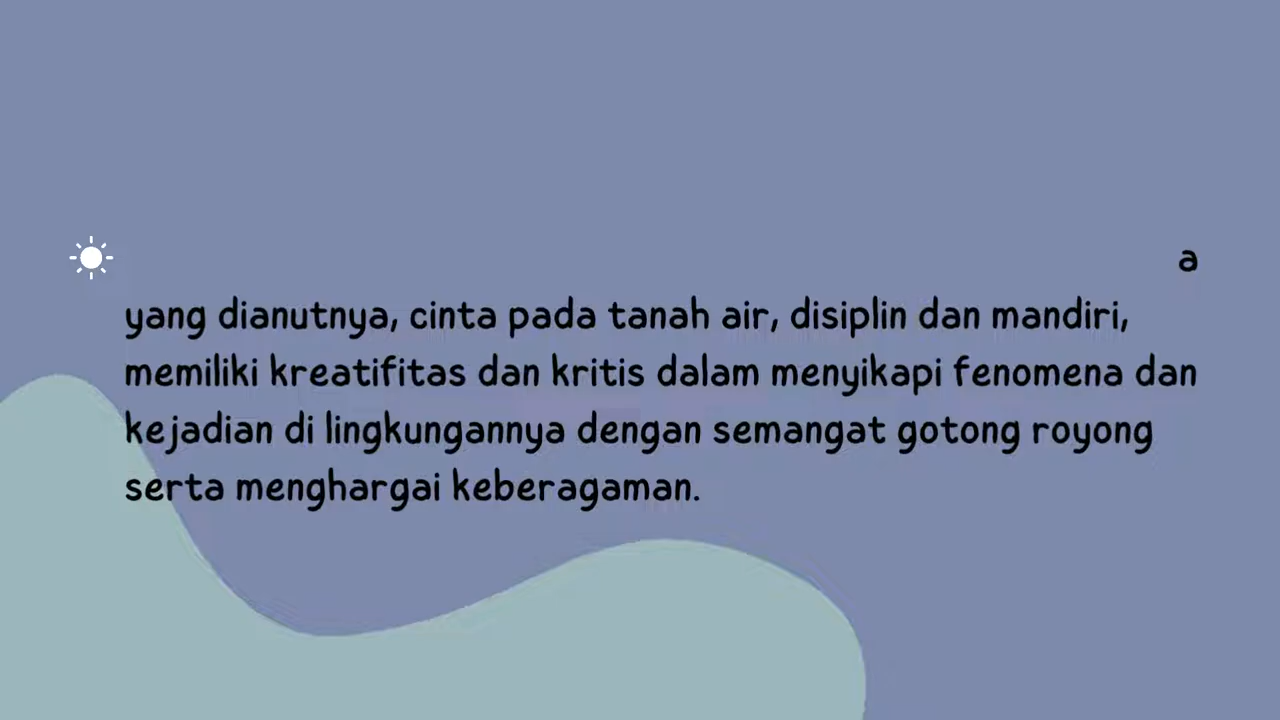 a
yang dianutnya, cinta pada tanah air, disiplin dan mandiri,
memiliki kreatifitas dan kritis dalam menyikapi fenomena dan
kejadian di lingkungannya dengan semangat gotong royong
serta menghargai keberagaman.